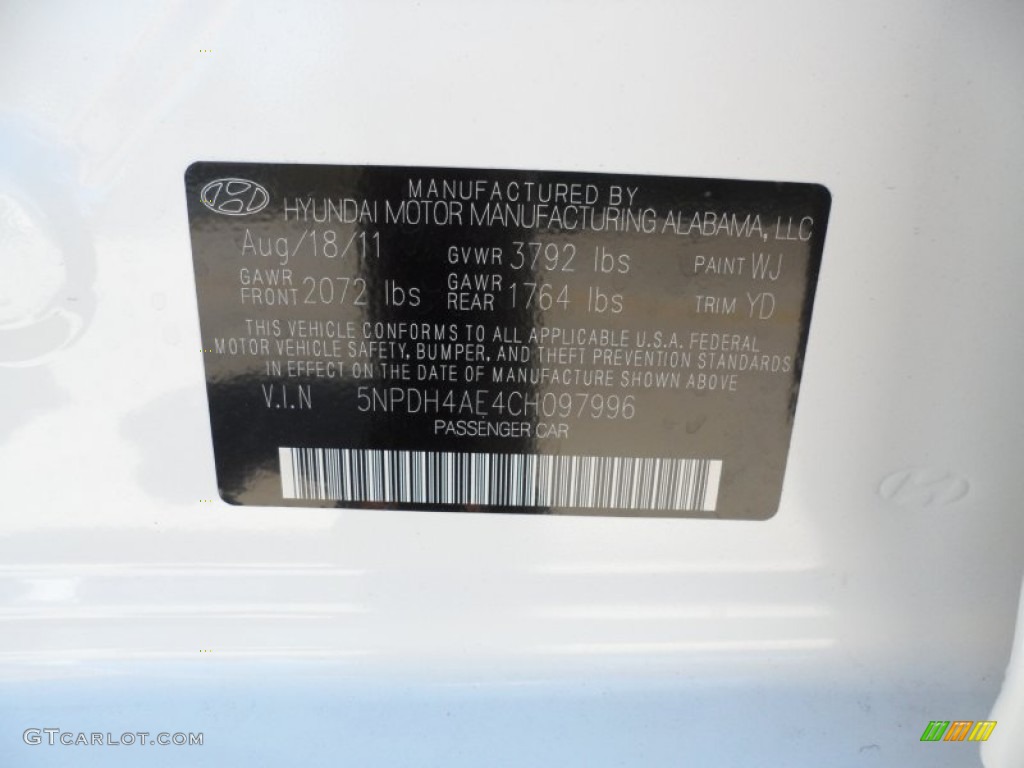 MANUFACTURED BY
HYUNDAI MOTOR MANUFACTURING ALABAMA, LLC
Aug/18/11 GVWR 3792 lbs PAINT WJ
GAWR FRONT 2072 lbs GAWR REAR 1764 lbs TRIM YD
THIS VEHICLE CONFORMS TO ALL APPLICABLE U.S.A. FEDERAL
MOTOR VEHICLE SAFETY, BUMPER, AND THEFT PREVENTION STANDARDS
IN EFFECT ON THE DATE OF MANUFACTURE SHOWN ABOVE
V.I.N 5NPDH4AE4CH097996
PASSENGER CAR
GTCARLOT.COM